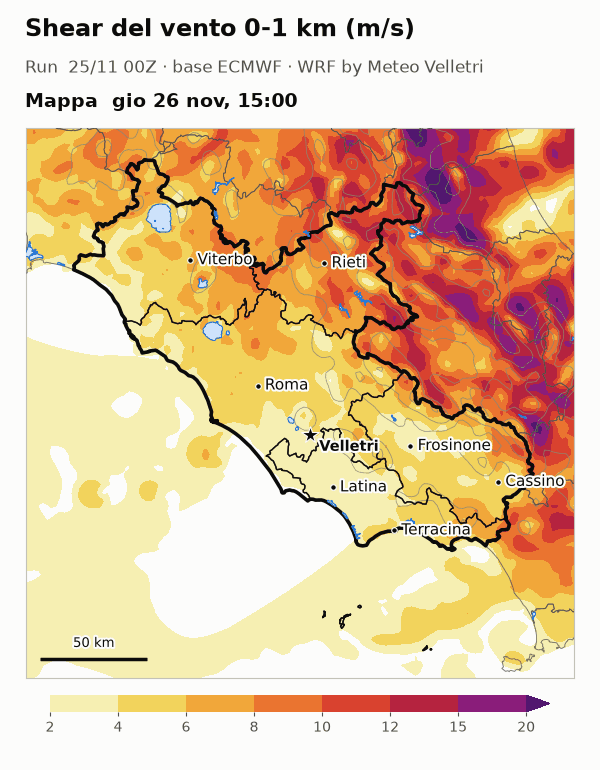 Shear del vento 0-1 km (m/s)
Run  25/11 00Z · base ECMWF · WRF by Meteo Velletri
Mappa  gio 26 nov, 15:00
Viterbo
Rieti
Roma
Velletri
Frosinone
Cassino
Latina
Terracina
50 km
2 4 6 8 10 12 15 20